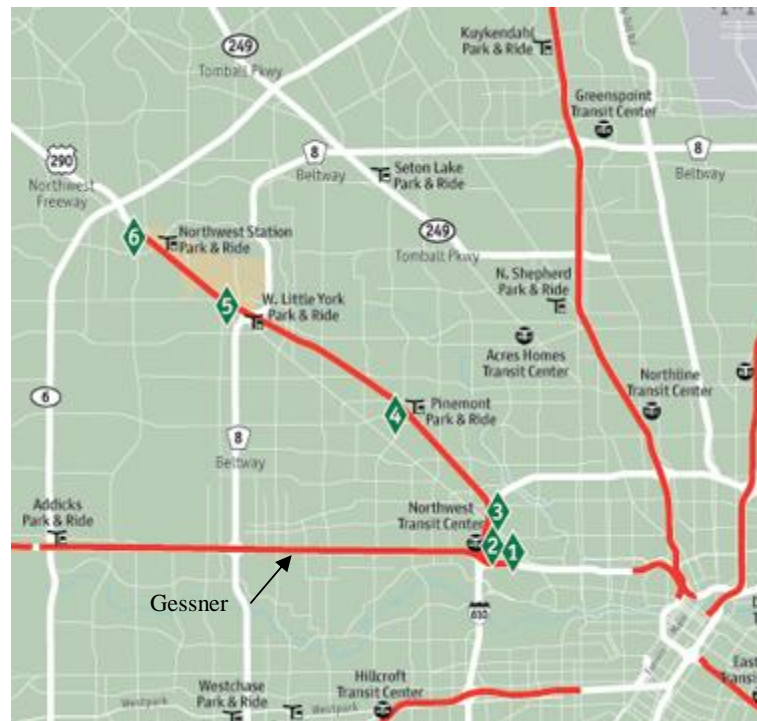 Kuykendahl
Park & Ride
249
Tomball Pkwy
Greenspoint
Transit Center
290
Northwest
Freeway
8
Beltway
Seton Lake
Park & Ride
8
Beltway
249
Tomball Pkwy
6
Northwest Station
Park & Ride
5
W. Little York
Park & Ride
N. Shepherd
Park & Ride
Acres Homes
Transit Center
Northline
Transit Center
6
4
Pinemont
Park & Ride
8
Beltway
Addicks
Park & Ride
Northwest
Transit Center
3
2
1
Gessner
610
Westchase
Park & Ride
Westpark
Westpark
Hillcroft
Transit Center
East
Transit